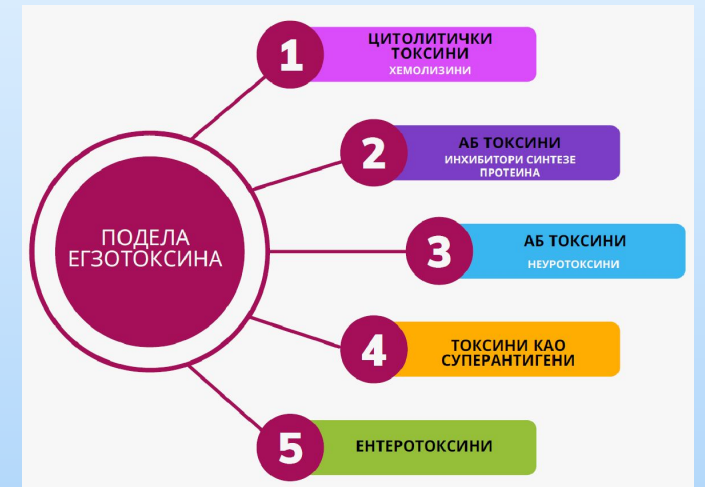 ПОДЕЛА
ЕГЗОТОКСИНА
1
ЦИТОЛИТИЧКИ
ТОКСИНИ
ХЕМОЛИЗИНИ
2
АБ ТОКСИНИ
ИНХИБИТОРИ СИНТЕЗЕ
ПРОТЕИНА
3
АБ ТОКСИНИ
НЕУРОТОКСИНИ
4
ТОКСИНИ КАО
СУПЕРАНТИГЕНИ
5
ЕНТЕРОТОКСИНИ